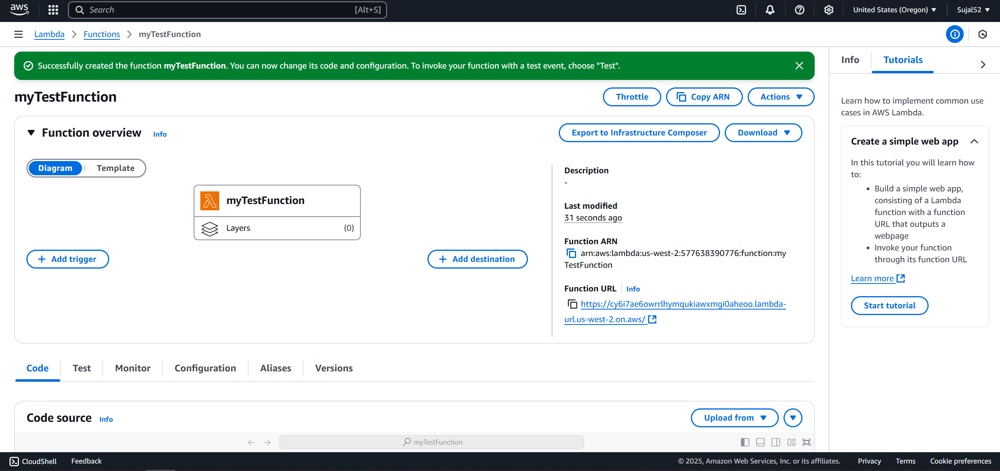 aws
Search [Alt+S]
United States (Oregon)
Sujal52
Lambda
Functions
myTestFunction
Successfully created the function myTestFunction. You can now change its code and configuration. To invoke your function with a test event, choose "Test".
myTestFunction
Throttle
Copy ARN
Actions
Function overview
Info
Export to Infrastructure Composer
Download
Diagram
Template
myTestFunction
Layers
(0)
Add trigger
Add destination
Description
-
Last modified
31 seconds ago
Function ARN
arn:aws:lambda:us-west-2:577638390776:function:my
TestFunction
Function URL
Info
https://cy6i7ae6owrrlhymqukiawxmgi0aheoo.lambda-
url.us-west-2.on.aws/
Code
Test
Monitor
Configuration
Aliases
Versions
Code source
Info
Upload from
myTestFunction
Info
Tutorials
Learn how to implement common use
cases in AWS Lambda.
Create a simple web app
In this tutorial you will learn how
to:
• Build a simple web app,
consisting of a Lambda
function with a function
URL that outputs a
webpage
• Invoke your function
through its function URL
Learn more
Start tutorial
CloudShell
Feedback
© 2025, Amazon Web Services, Inc. or its affiliates.
Privacy
Terms
Cookie preferences